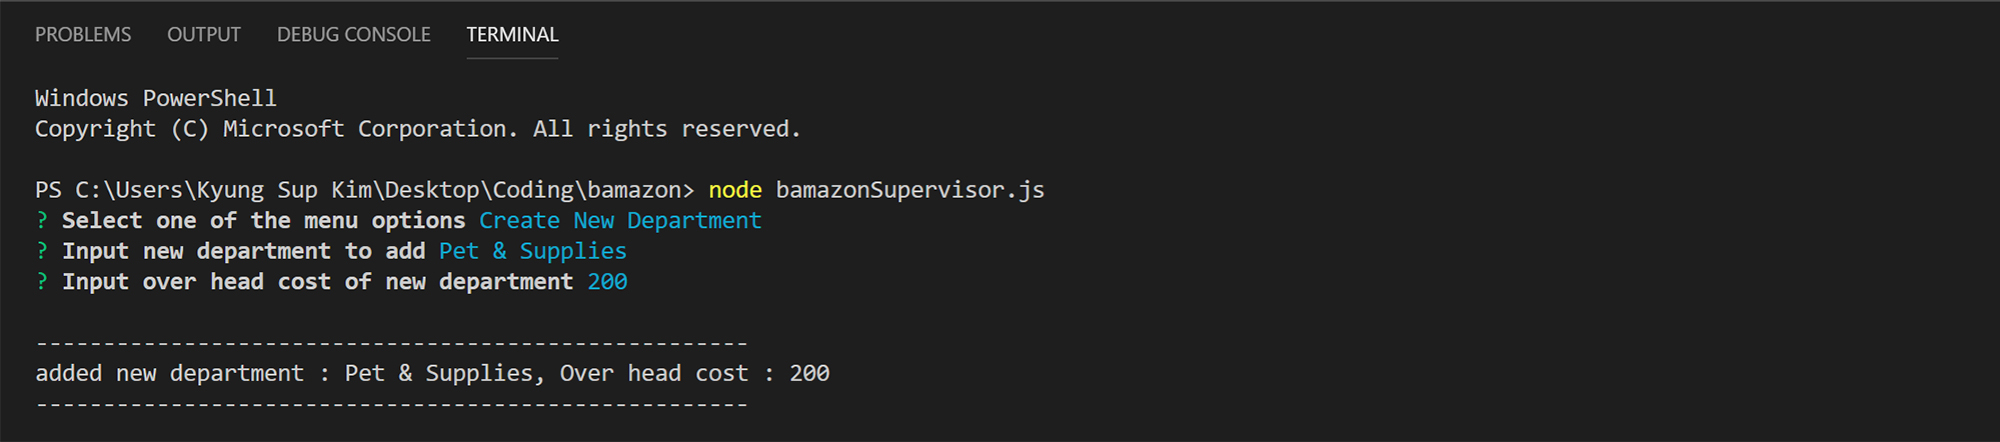 PROBLEMS OUTPUT DEBUG CONSOLE TERMINAL
Windows PowerShell
Copyright (C) Microsoft Corporation. All rights reserved.
PS C:\Users\Kyung Sup Kim\Desktop\Coding\bamazon> node bamazonSupervisor.js
? Select one of the menu options Create New Department
? Input new department to add Pet & Supplies
? Input over head cost of new department 200
-----------------------------------------------------
added new department : Pet & Supplies, Over head cost : 200
-----------------------------------------------------